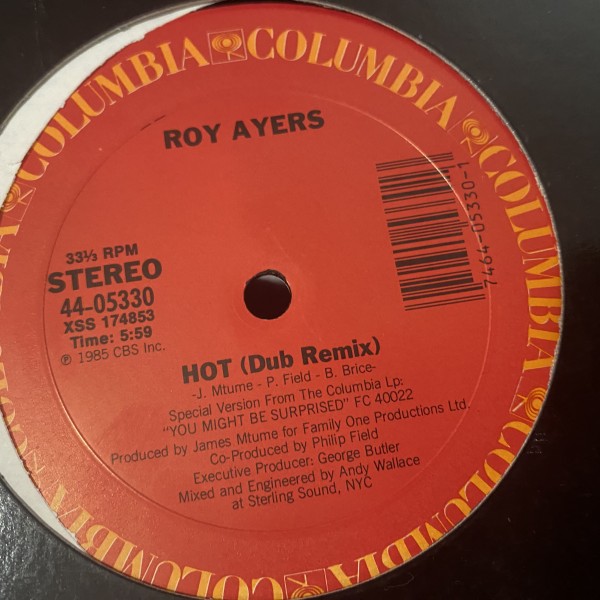 COLUMBIA COLUMBIA COLUMBIA COLUMBIA COLUMBIA COLUMBIA
ROY AYERS
7464-05330-1
33⅓ RPM
STEREO
44-05330
XSS 174853
Time: 5:59
℗ 1985 CBS Inc.
HOT (Dub Remix)
-J. Mtume - P. Field - B. Brice-
Special Version From The Columbia Lp:
"YOU MIGHT BE SURPRISED" FC 40022
Produced by James Mtume for Family One Productions Ltd.
Co-Produced by Philip Field
Executive Producer: George Butler
Mixed and Engineered by Andy Wallace
at Sterling Sound, NYC